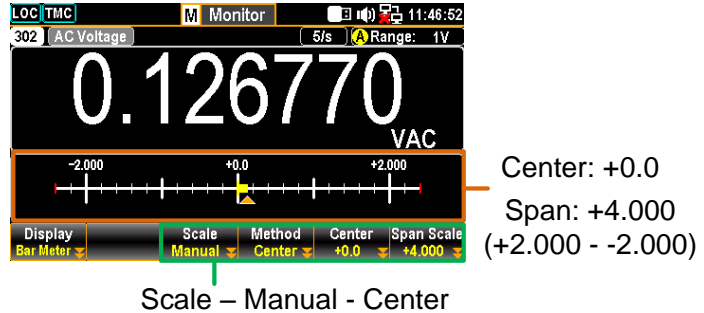 LOC TMC M Monitor 11:46:52
302 AC Voltage 5/s A Range: 1V
0.126770
VAC
-2.000 +0.0 +2.000
Center: +0.0
Span: +4.000
(+2.000 - -2.000)
Display Scale Method Center Span Scale
Bar Meter Manual Center +0.0 +4.000
Scale – Manual - Center